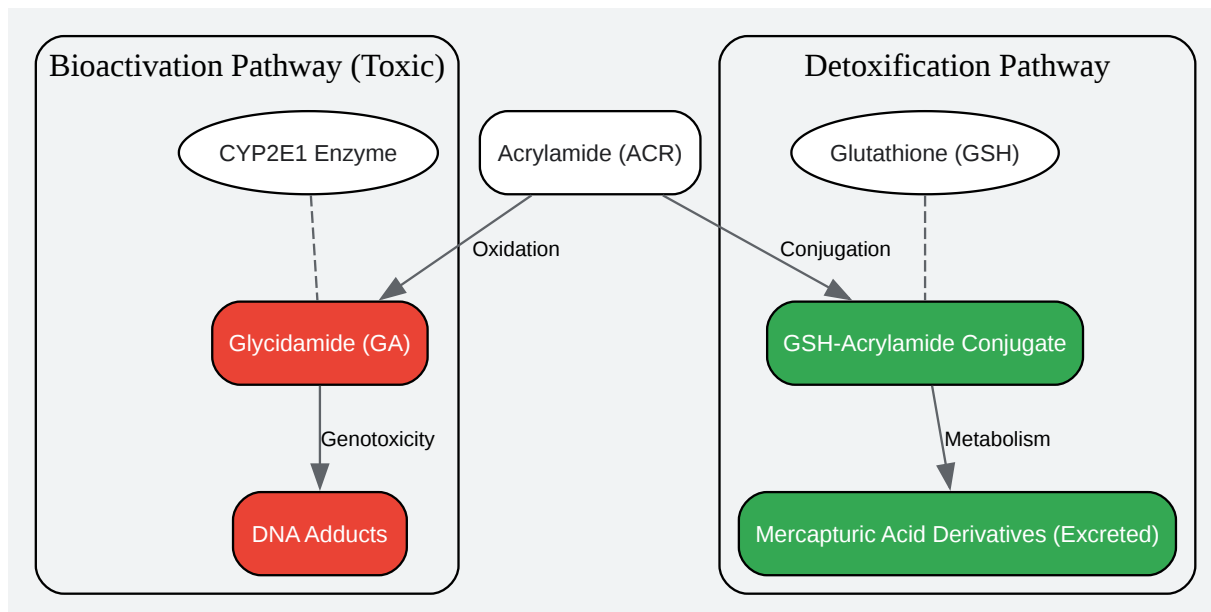 Bioactivation Pathway (Toxic)
Detoxification Pathway
CYP2E1 Enzyme
Acrylamide (ACR)
Glutathione (GSH)
Oxidation
Conjugation
Glycidamide (GA)
GSH-Acrylamide Conjugate
Genotoxicity
Metabolism
DNA Adducts
Mercapturic Acid Derivatives (Excreted)